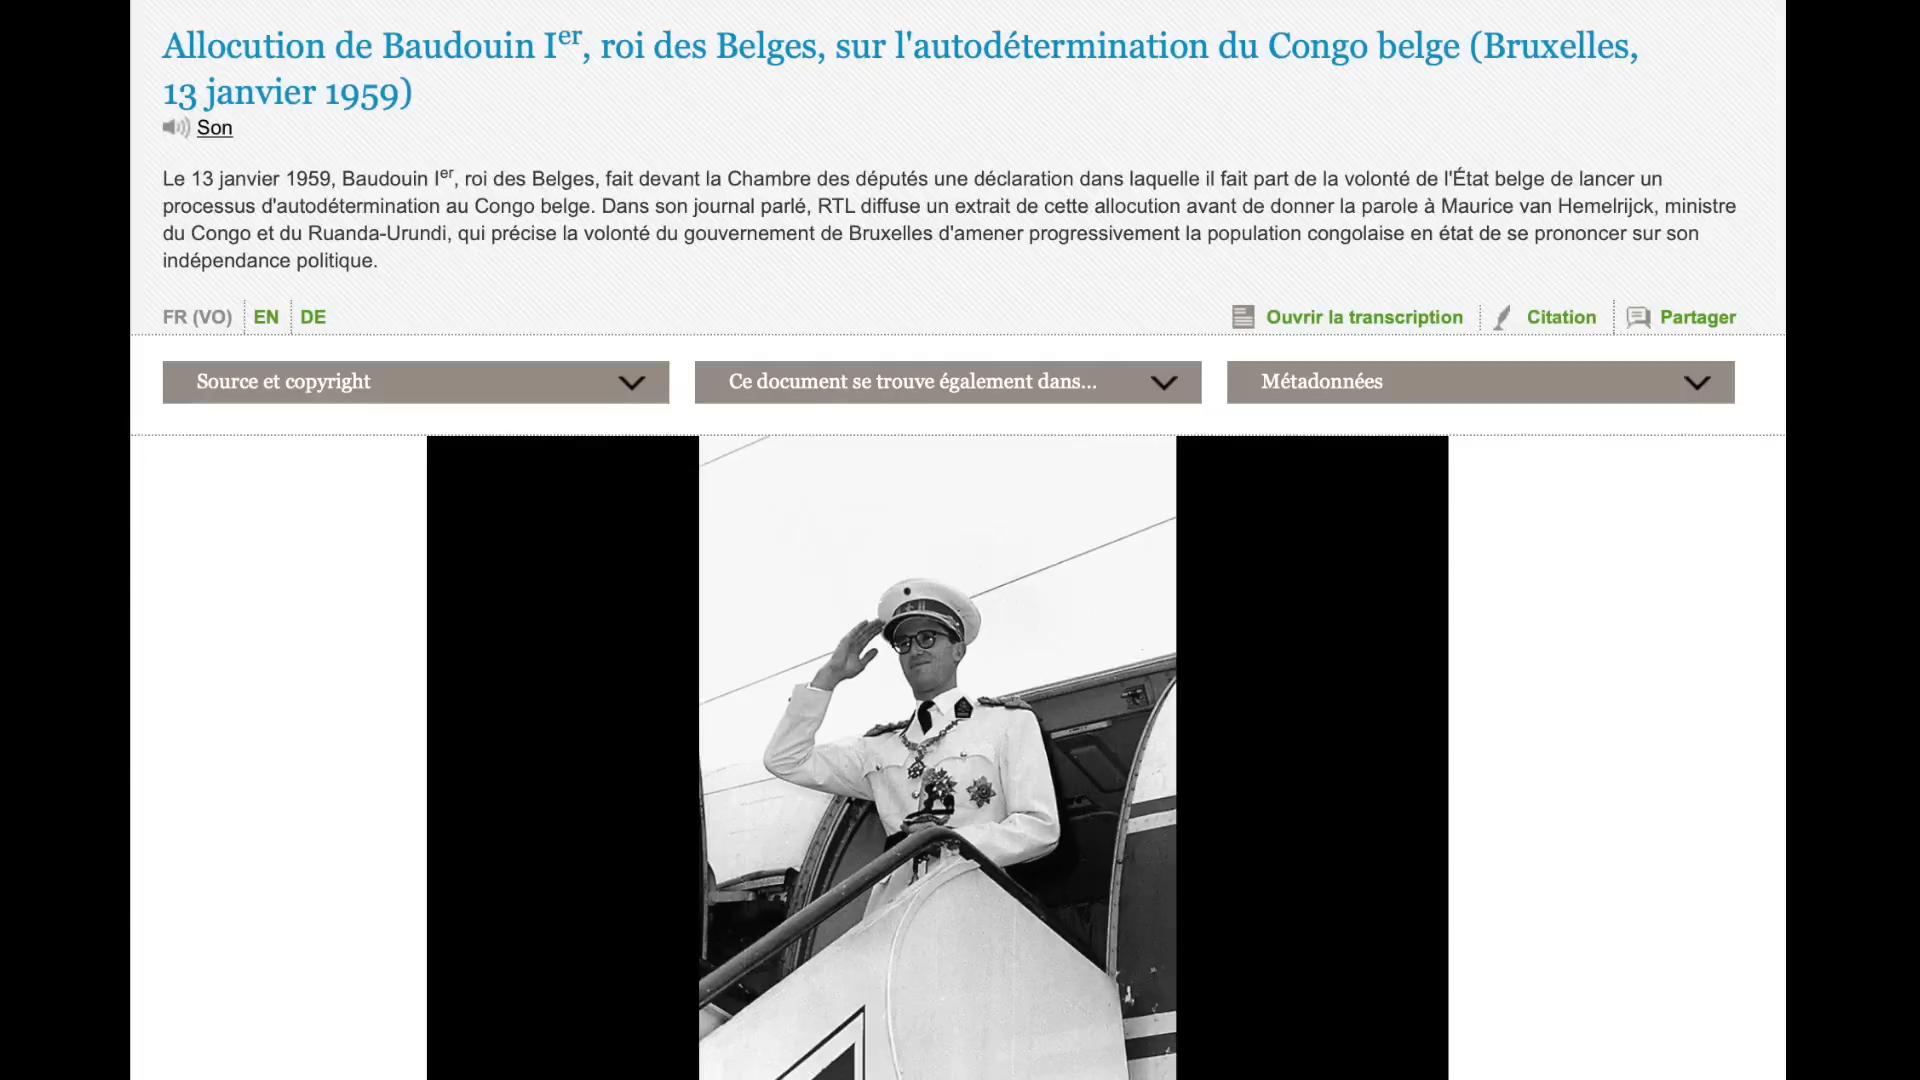 Allocution de Baudouin Ier, roi des Belges, sur l'autodétermination du Congo belge (Bruxelles,
13 janvier 1959)
Son
Le 13 janvier 1959, Baudouin Ier, roi des Belges, fait devant la Chambre des députés une déclaration dans laquelle il fait part de la volonté de l'État belge de lancer un
processus d'autodétermination au Congo belge. Dans son journal parlé, RTL diffuse un extrait de cette allocution avant de donner la parole à Maurice van Hemelrijck, ministre
du Congo et du Ruanda-Urundi, qui précise la volonté du gouvernement de Bruxelles d'amener progressivement la population congolaise en état de se prononcer sur son
indépendance politique.
FR (VO) EN DE Ouvrir la transcription Citation Partager
Source et copyright Ce document se trouve également dans... Métadonnées